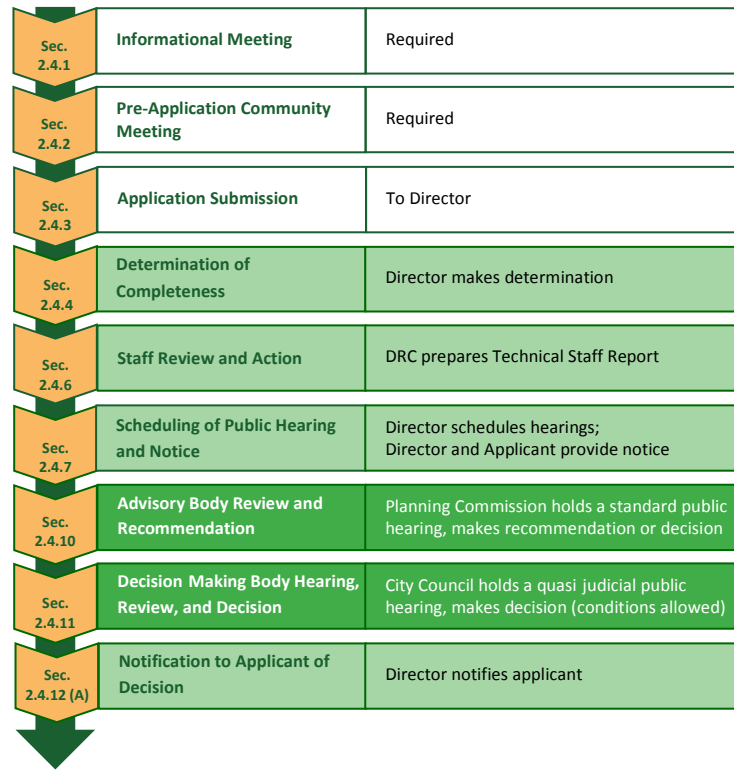 Sec.
2.4.1
Informational Meeting
Required
Sec.
2.4.2
Pre-Application Community
Meeting
Required
Sec.
2.4.3
Application Submission
To Director
Sec.
2.4.4
Determination of
Completeness
Director makes determination
Sec.
2.4.6
Staff Review and Action
DRC prepares Technical Staff Report
Sec.
2.4.7
Scheduling of Public Hearing
and Notice
Director schedules hearings;
Director and Applicant provide notice
Sec.
2.4.10
Advisory Body Review and
Recommendation
Planning Commission holds a standard public
hearing, makes recommendation or decision
Sec.
2.4.11
Decision Making Body Hearing,
Review, and Decision
City Council holds a quasi judicial public
hearing, makes decision (conditions allowed)
Sec.
2.4.12 (A)
Notification to Applicant of
Decision
Director notifies applicant